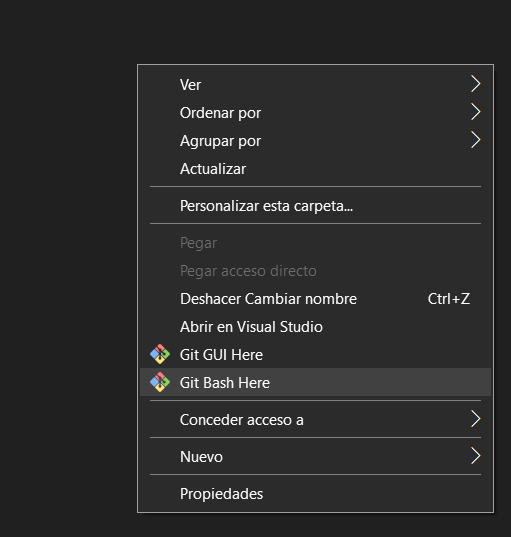 Ver
Ordenar por
Agrupar por
Actualizar
Personalizar esta carpeta...
Pegar
Pegar acceso directo
Deshacer Cambiar nombre Ctrl+Z
Abrir en Visual Studio
Git GUI Here
Git Bash Here
Conceder acceso a
Nuevo
Propiedades